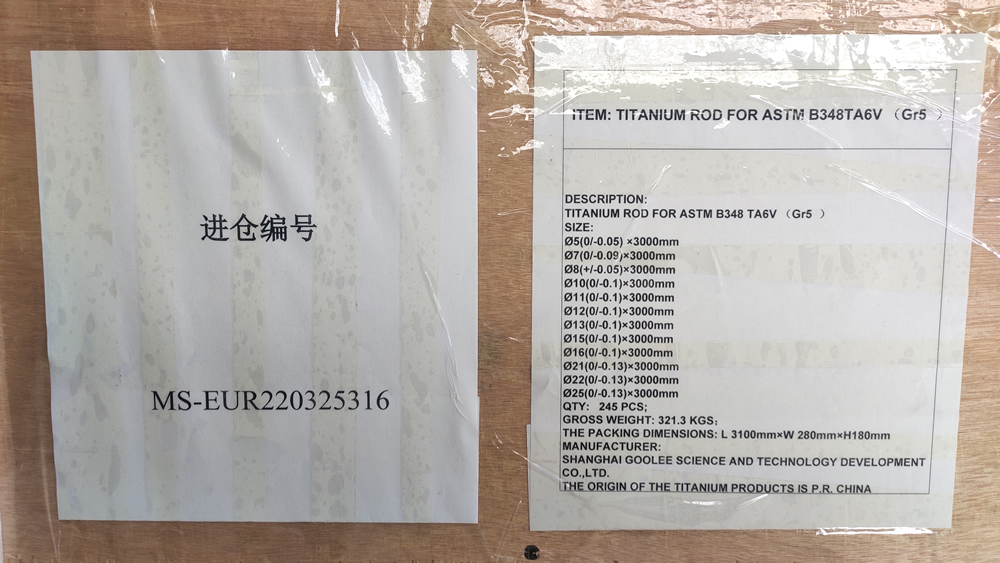 进仓编号
MS-EUR220325316
ITEM: TITANIUM ROD FOR ASTM B348TA6V （Gr5 ）
DESCRIPTION:
TITANIUM ROD FOR ASTM B348 TA6V （Gr5 ）
SIZE:
Ø5(0/-0.05) ×3000mm
Ø7(0/-0.09)×3000mm
Ø8(+/-0.05)×3000mm
Ø10(0/-0.1)×3000mm
Ø11(0/-0.1)×3000mm
Ø12(0/-0.1)×3000mm
Ø13(0/-0.1)×3000mm
Ø15(0/-0.1)×3000mm
Ø16(0/-0.1)×3000mm
Ø21(0/-0.13)×3000mm
Ø22(0/-0.13)×3000mm
Ø25(0/-0.13)×3000mm
QTY: 245 PCS;
GROSS WEIGHT: 321.3 KGS；
THE PACKING DIMENSIONS: L 3100mm×W 280mm×H180mm
MANUFACTURER:
SHANGHAI GOOLEE SCIENCE AND TECHNOLOGY DEVELOPMENT
CO.,LTD.
THE ORIGIN OF THE TITANIUM PRODUCTS IS P.R. CHINA